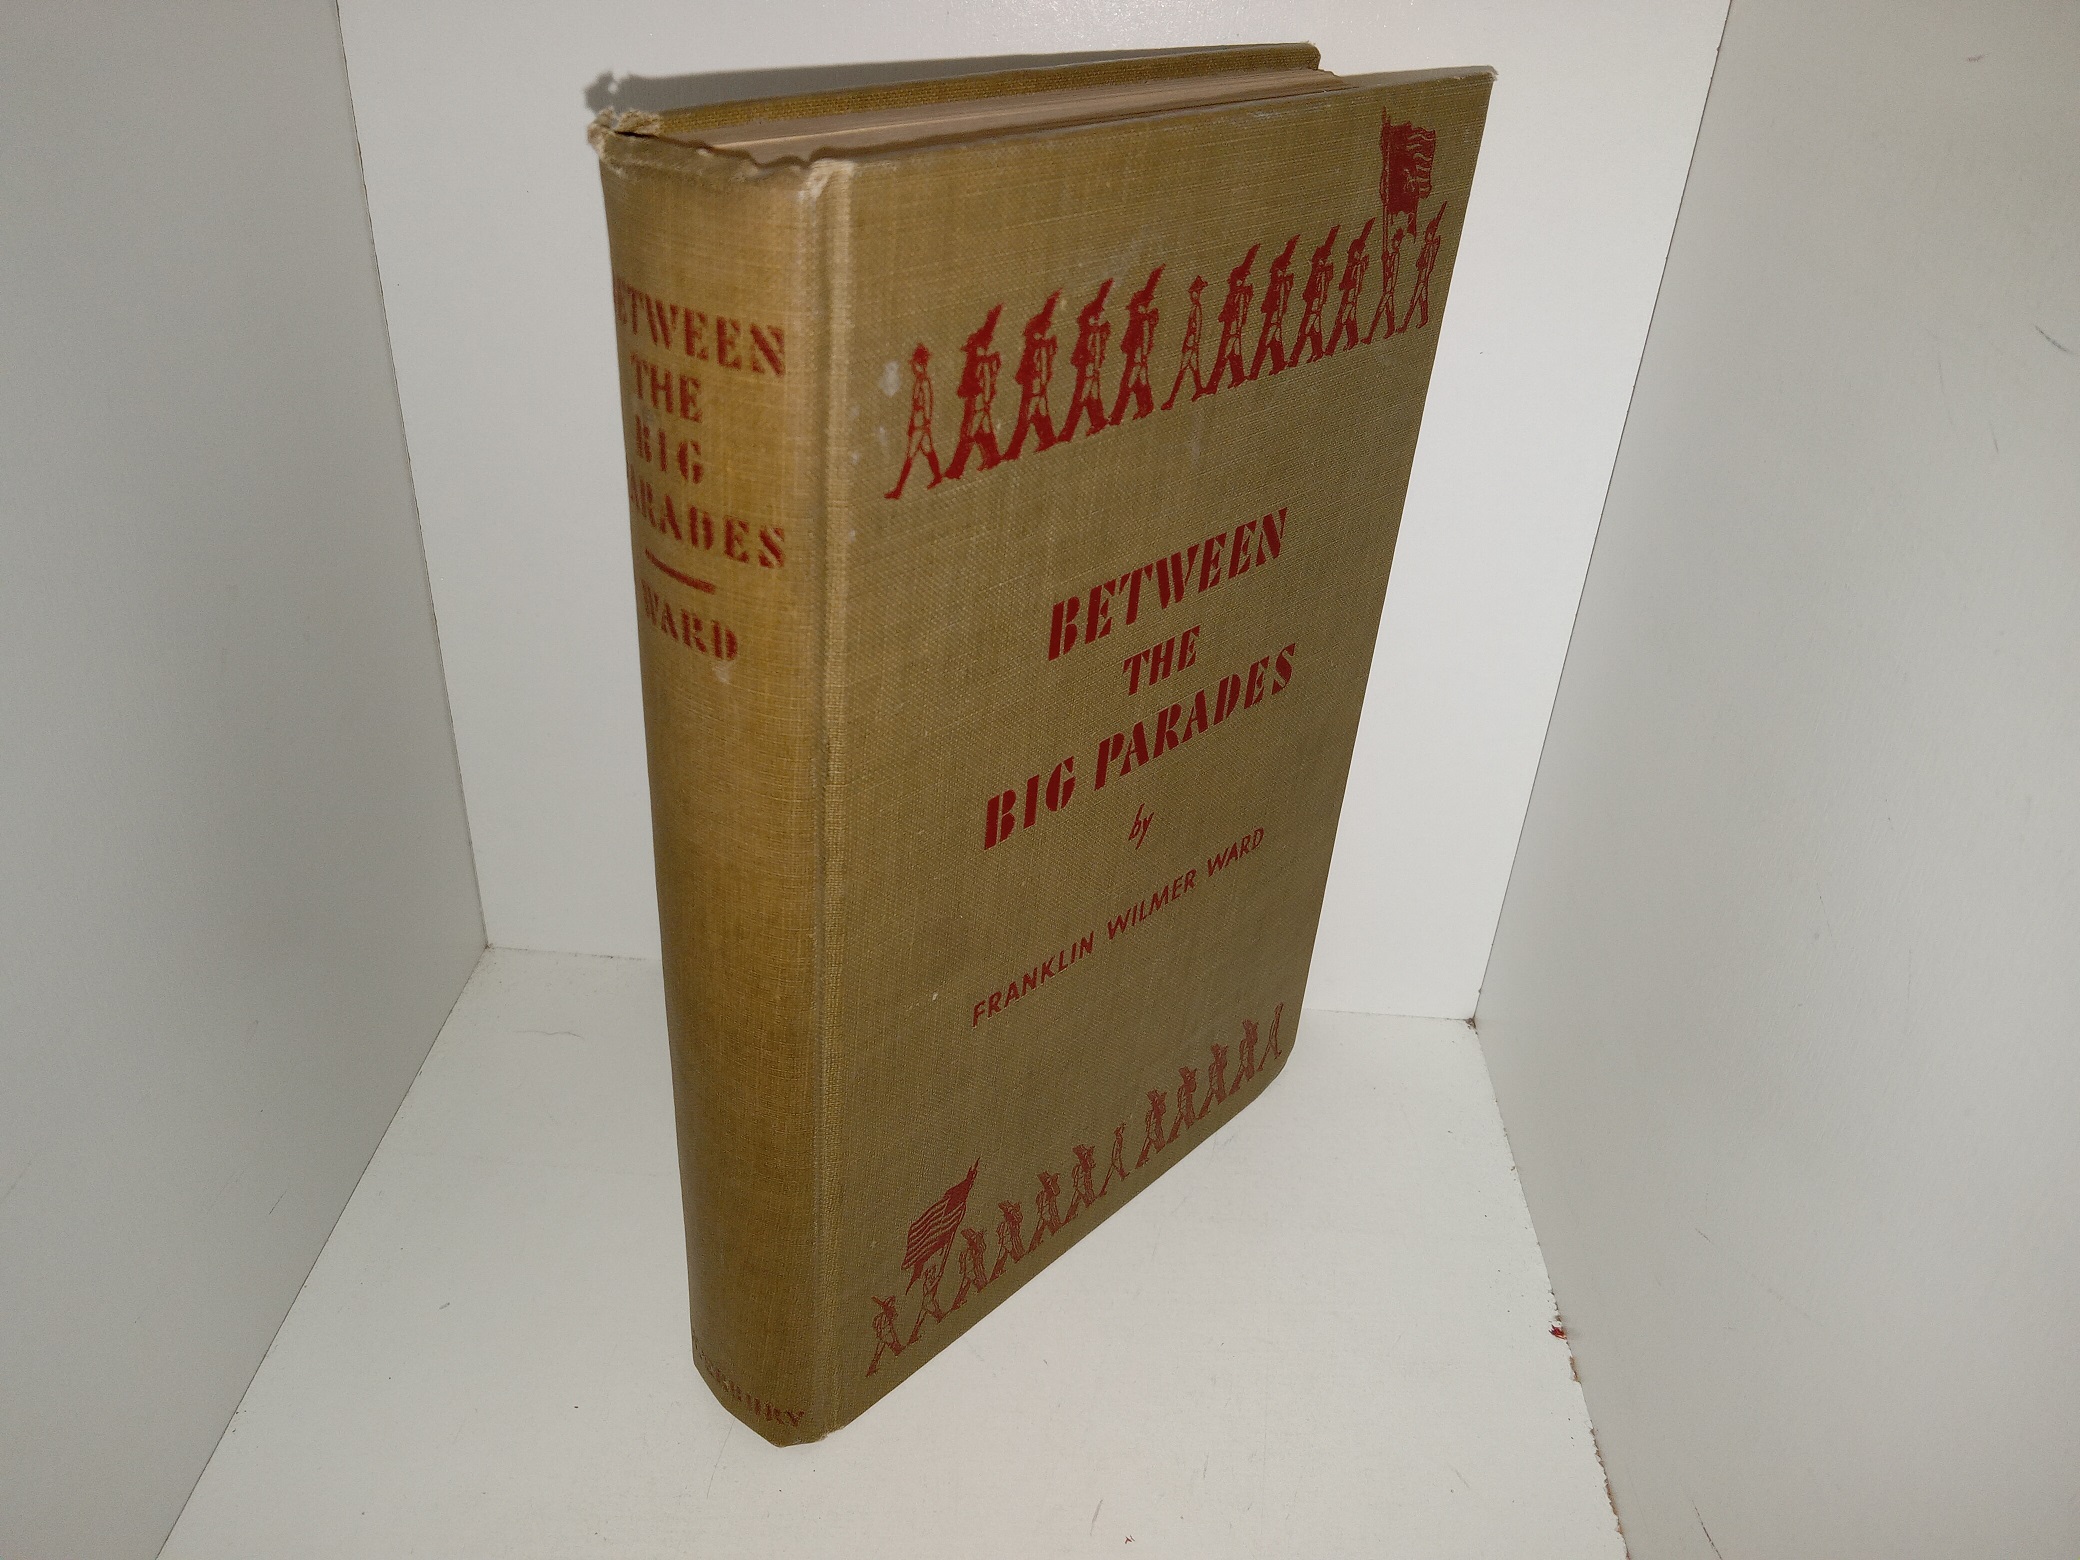 BETWEEN
THE
BIG
PARADES
WARD
BETWEEN
THE
BIG PARADES
by
FRANKLIN WILMER WARD